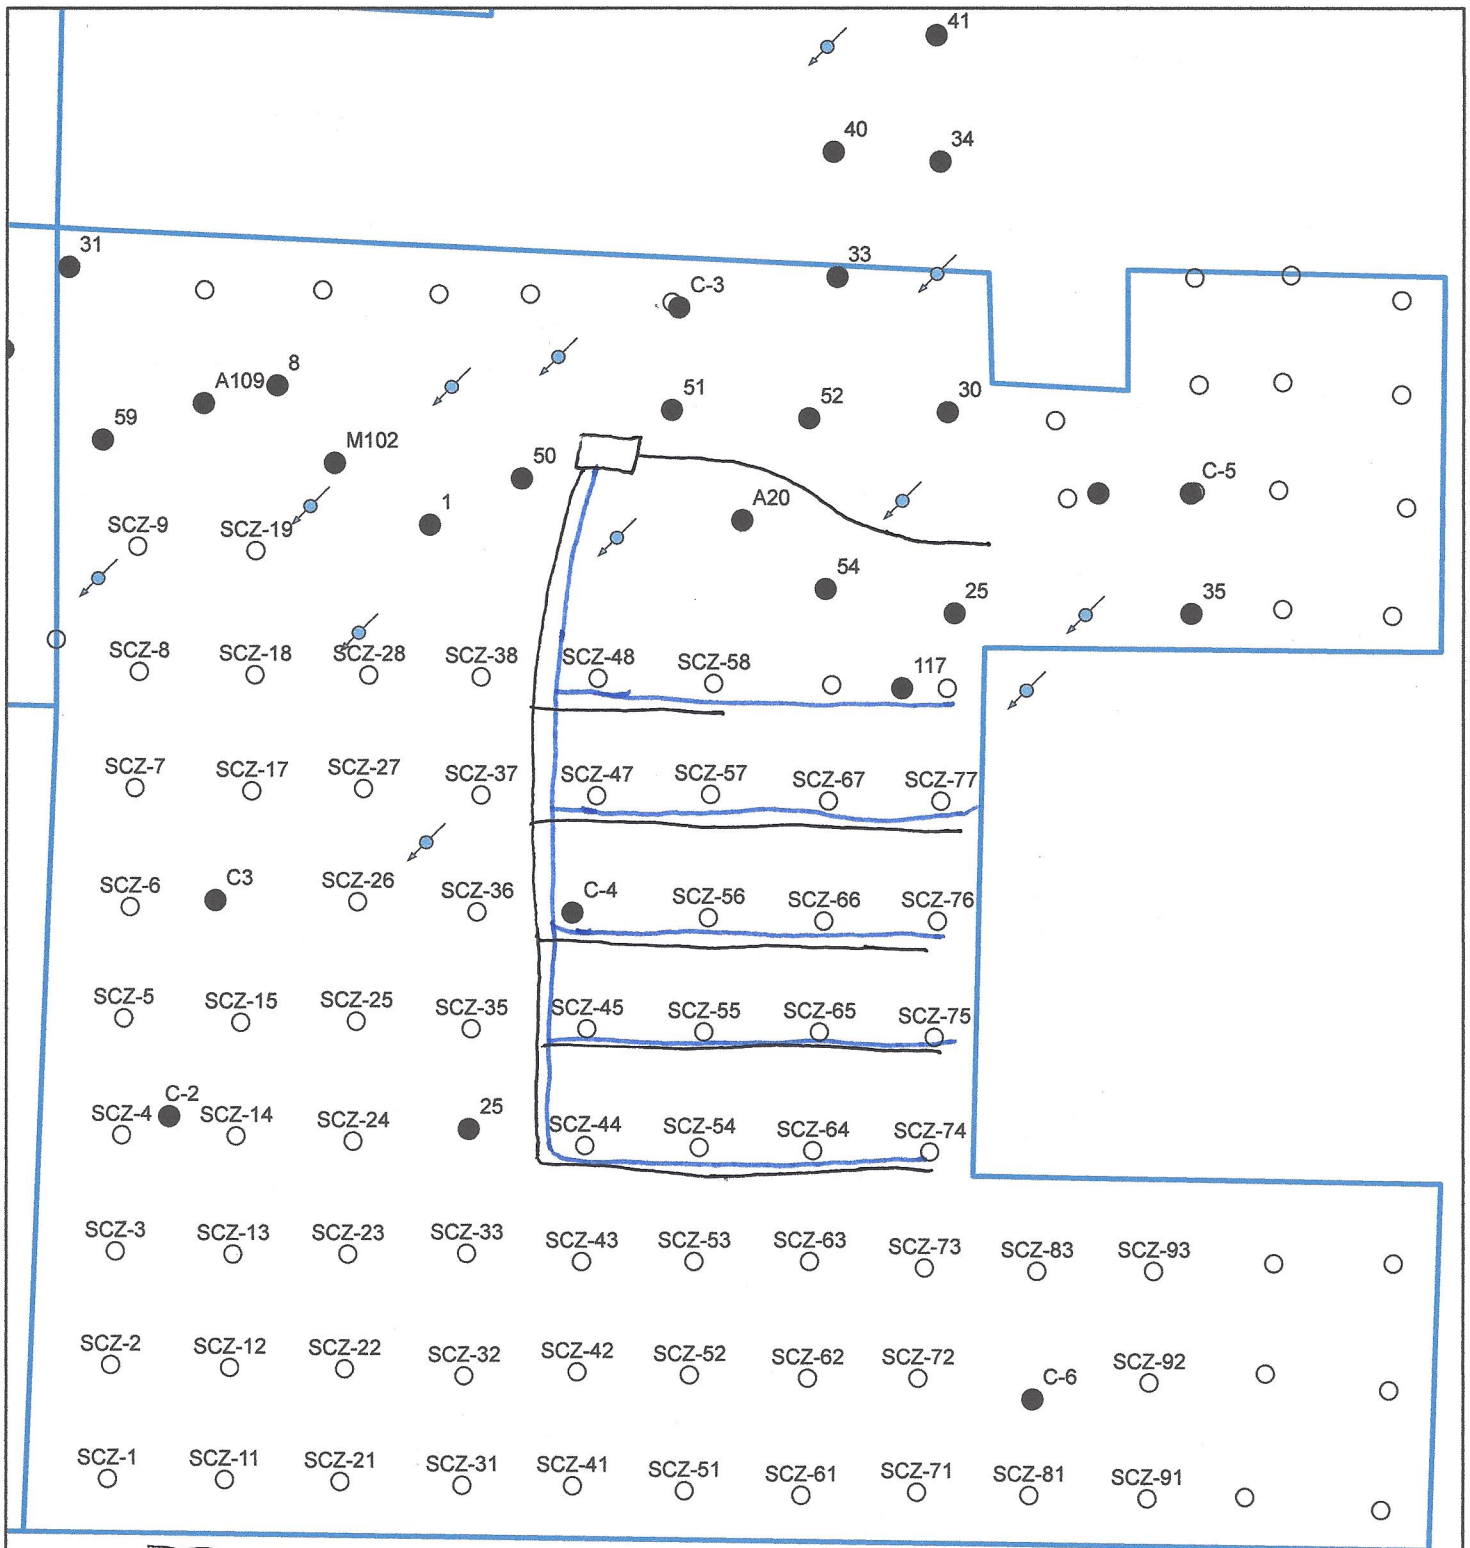 41
40 34
31 33
C-3
8
A109 51 52 30
59 M102
50 C-5
1 A20
SCZ-9 SCZ-19
54 25 35
SCZ-8 SCZ-18 SCZ-28 SCZ-38 SCZ-48 SCZ-58 117
SCZ-7 SCZ-17 SCZ-27 SCZ-37 SCZ-47 SCZ-57 SCZ-67 SCZ-77
SCZ-6 C3 SCZ-26 SCZ-36 C-4 SCZ-56 SCZ-66 SCZ-76
SCZ-5 SCZ-15 SCZ-25 SCZ-35 SCZ-45 SCZ-55 SCZ-65 SCZ-75
C-2
SCZ-4 SCZ-14 SCZ-24 25 SCZ-44 SCZ-54 SCZ-64 SCZ-74
SCZ-3 SCZ-13 SCZ-23 SCZ-33 SCZ-43 SCZ-53 SCZ-63 SCZ-73 SCZ-83 SCZ-93
SCZ-2 SCZ-12 SCZ-22 SCZ-32 SCZ-42 SCZ-52 SCZ-62 SCZ-72 C-6 SCZ-92
SCZ-1 SCZ-11 SCZ-21 SCZ-31 SCZ-41 SCZ-51 SCZ-61 SCZ-71 SCZ-81 SCZ-91